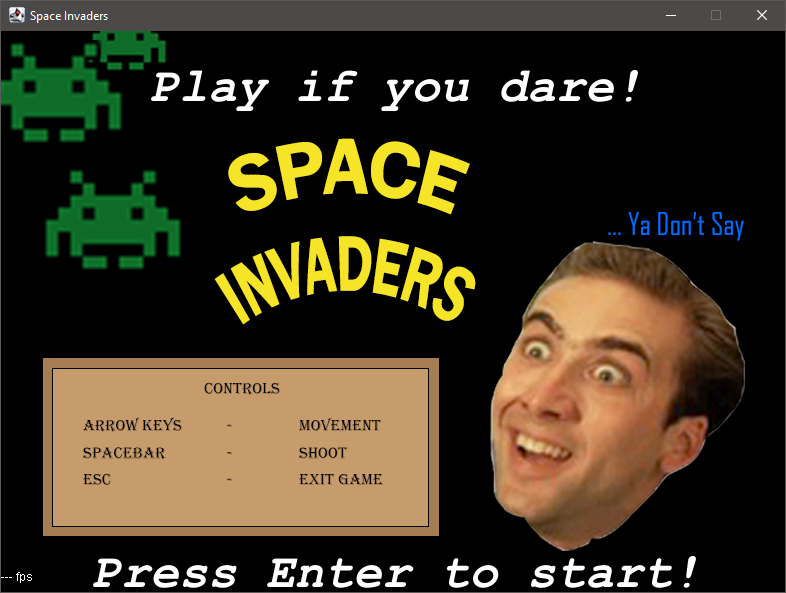 Space Invaders
Play if you dare!
SPACE
INVADERS
... Ya Don't Say
CONTROLS
ARROW KEYS - MOVEMENT
SPACEBAR - SHOOT
ESC - EXIT GAME
Press Enter to start!
--- fps